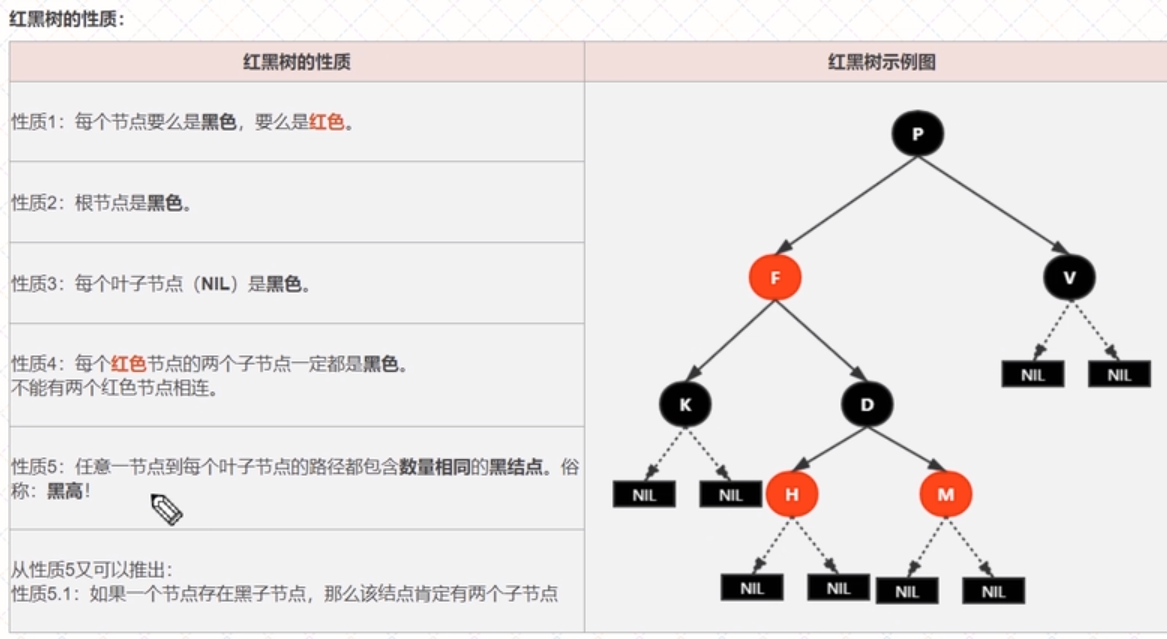 红黑树的性质：
红黑树的性质
红黑树示例图
性质1：每个节点要么是黑色，要么是红色。
性质2：根节点是黑色。
性质3：每个叶子节点（NIL）是黑色。
性质4：每个红色节点的两个子节点一定都是黑色。
不能有两个红色节点相连。
性质5：任意一节点到每个叶子节点的路径都包含数量相同的黑结点。俗
称：黑高！
从性质5又可以推出：
性质5.1：如果一个节点存在黑子节点，那么该结点肯定有两个子节点
P
F
V
NIL NIL
K
D
NIL NIL
H
M
NIL NIL NIL NIL